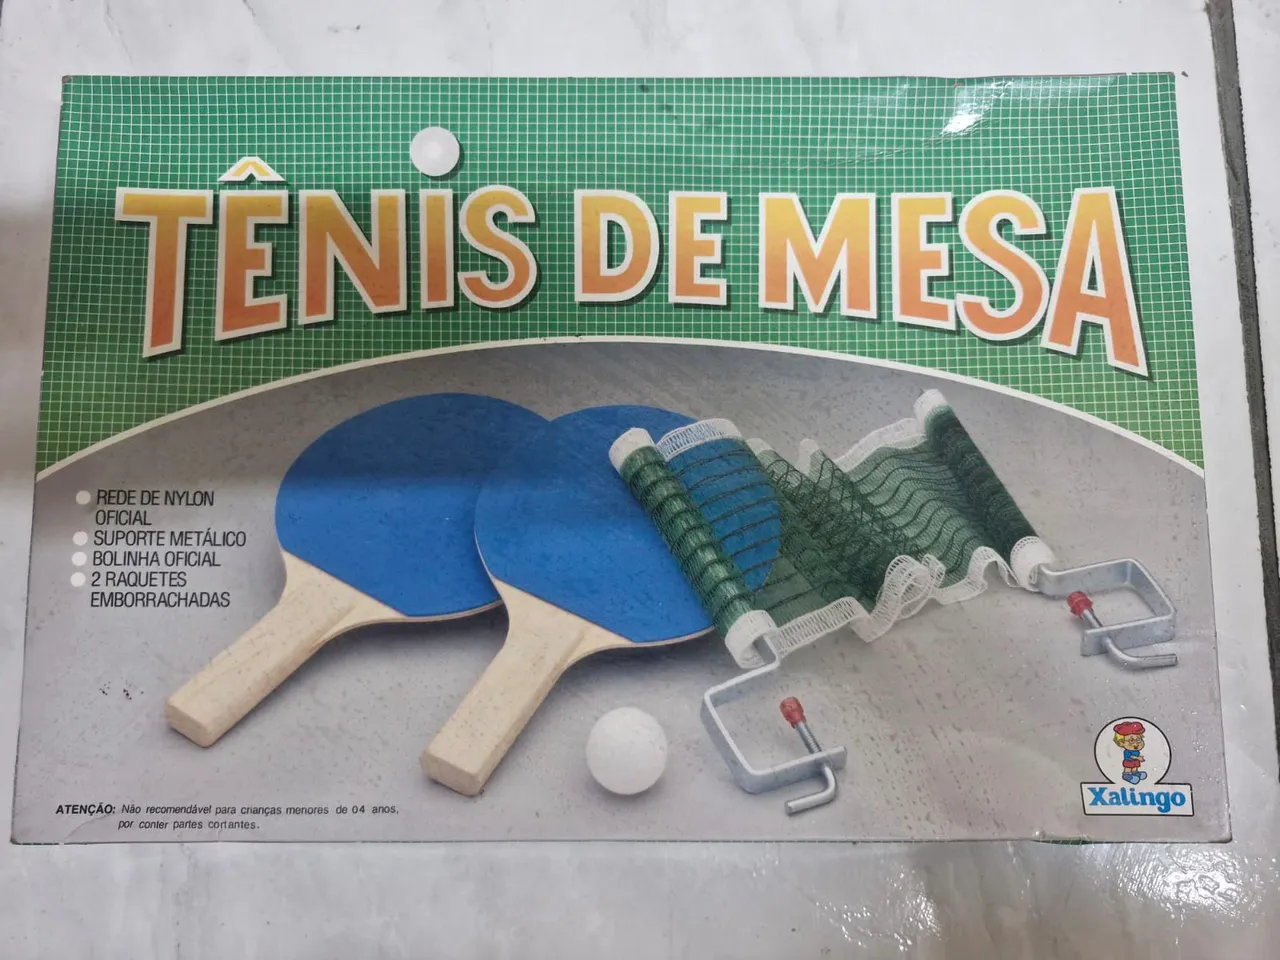 TÊNIS DE MESA
REDE DE NYLON
OFICIAL
SUPORTE METÁLICO
BOLINHA OFICIAL
2 RAQUETES
EMBORRACHADAS
ATENÇÃO: Não recomendável para crianças menores de 04 anos,
por conter partes cortantes.
Xalingo